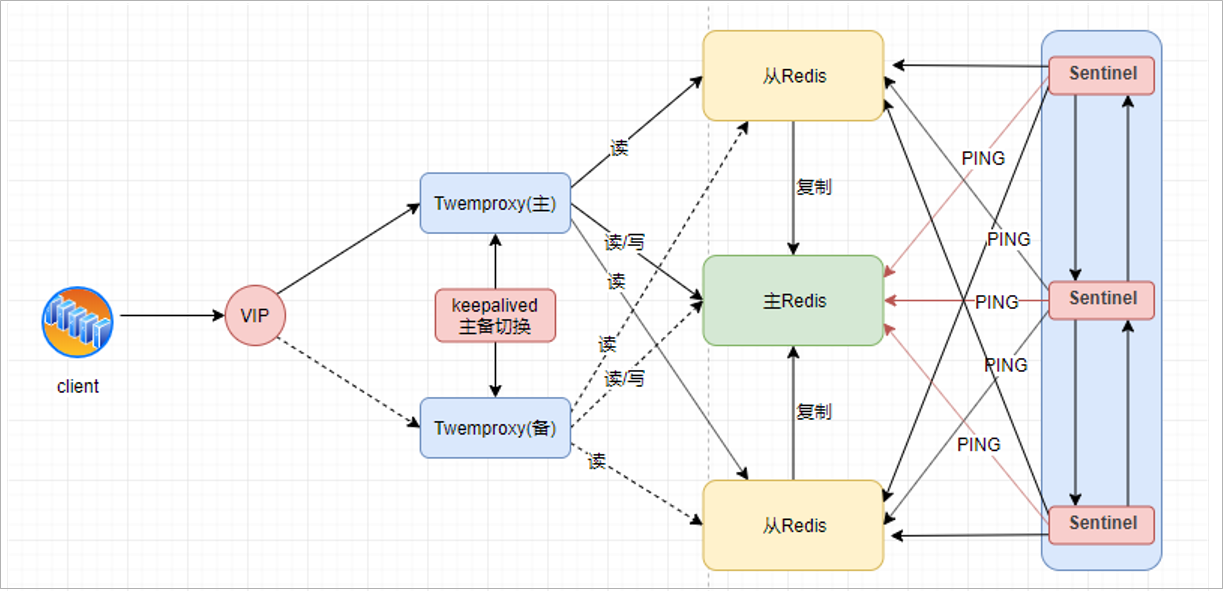 从Redis
Sentinel
读
PING
复制
Twemproxy(主)
读/写
PING
读
client
VIP
keepalived
主备切换
主Redis
PING
Sentinel
读
读/写
PING
复制
Twemproxy(备)
读
PING
从Redis
Sentinel